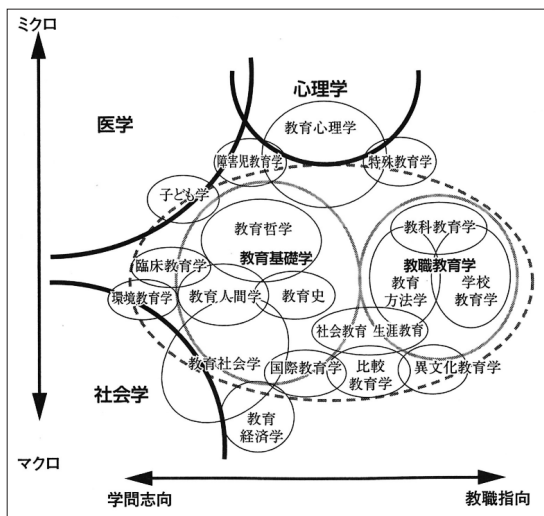 ミクロ
心理学
医学
教育心理学
障害児教育学
特殊教育学
子ども学
教育哲学
教科教育学
臨床教育学
教育基礎学
教職教育学
環境教育学
教育人間学
教育史
教育
方法学
学校
教育学
社会教育 生涯教育
教育社会学
国際教育学
比較
教育学
異文化教育学
社会学
教育
経済学
マクロ
学問志向
教職指向